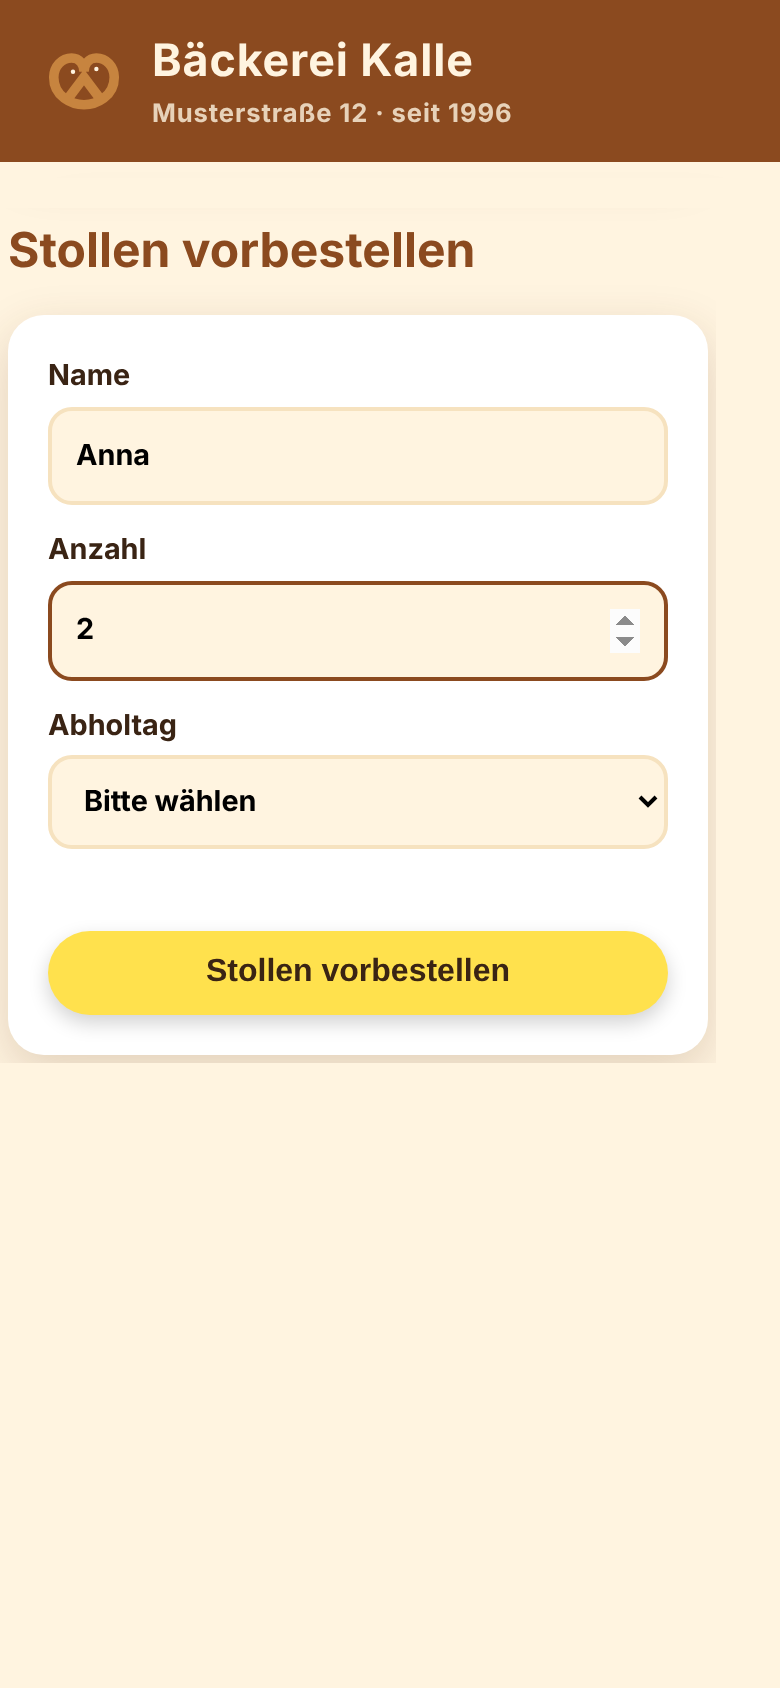 Bäckerei Kalle
Musterstraße 12 · seit 1996
Stollen vorbestellen
Name
Anna
Anzahl
2
Abholtag
Bitte wählen
Stollen vorbestellen